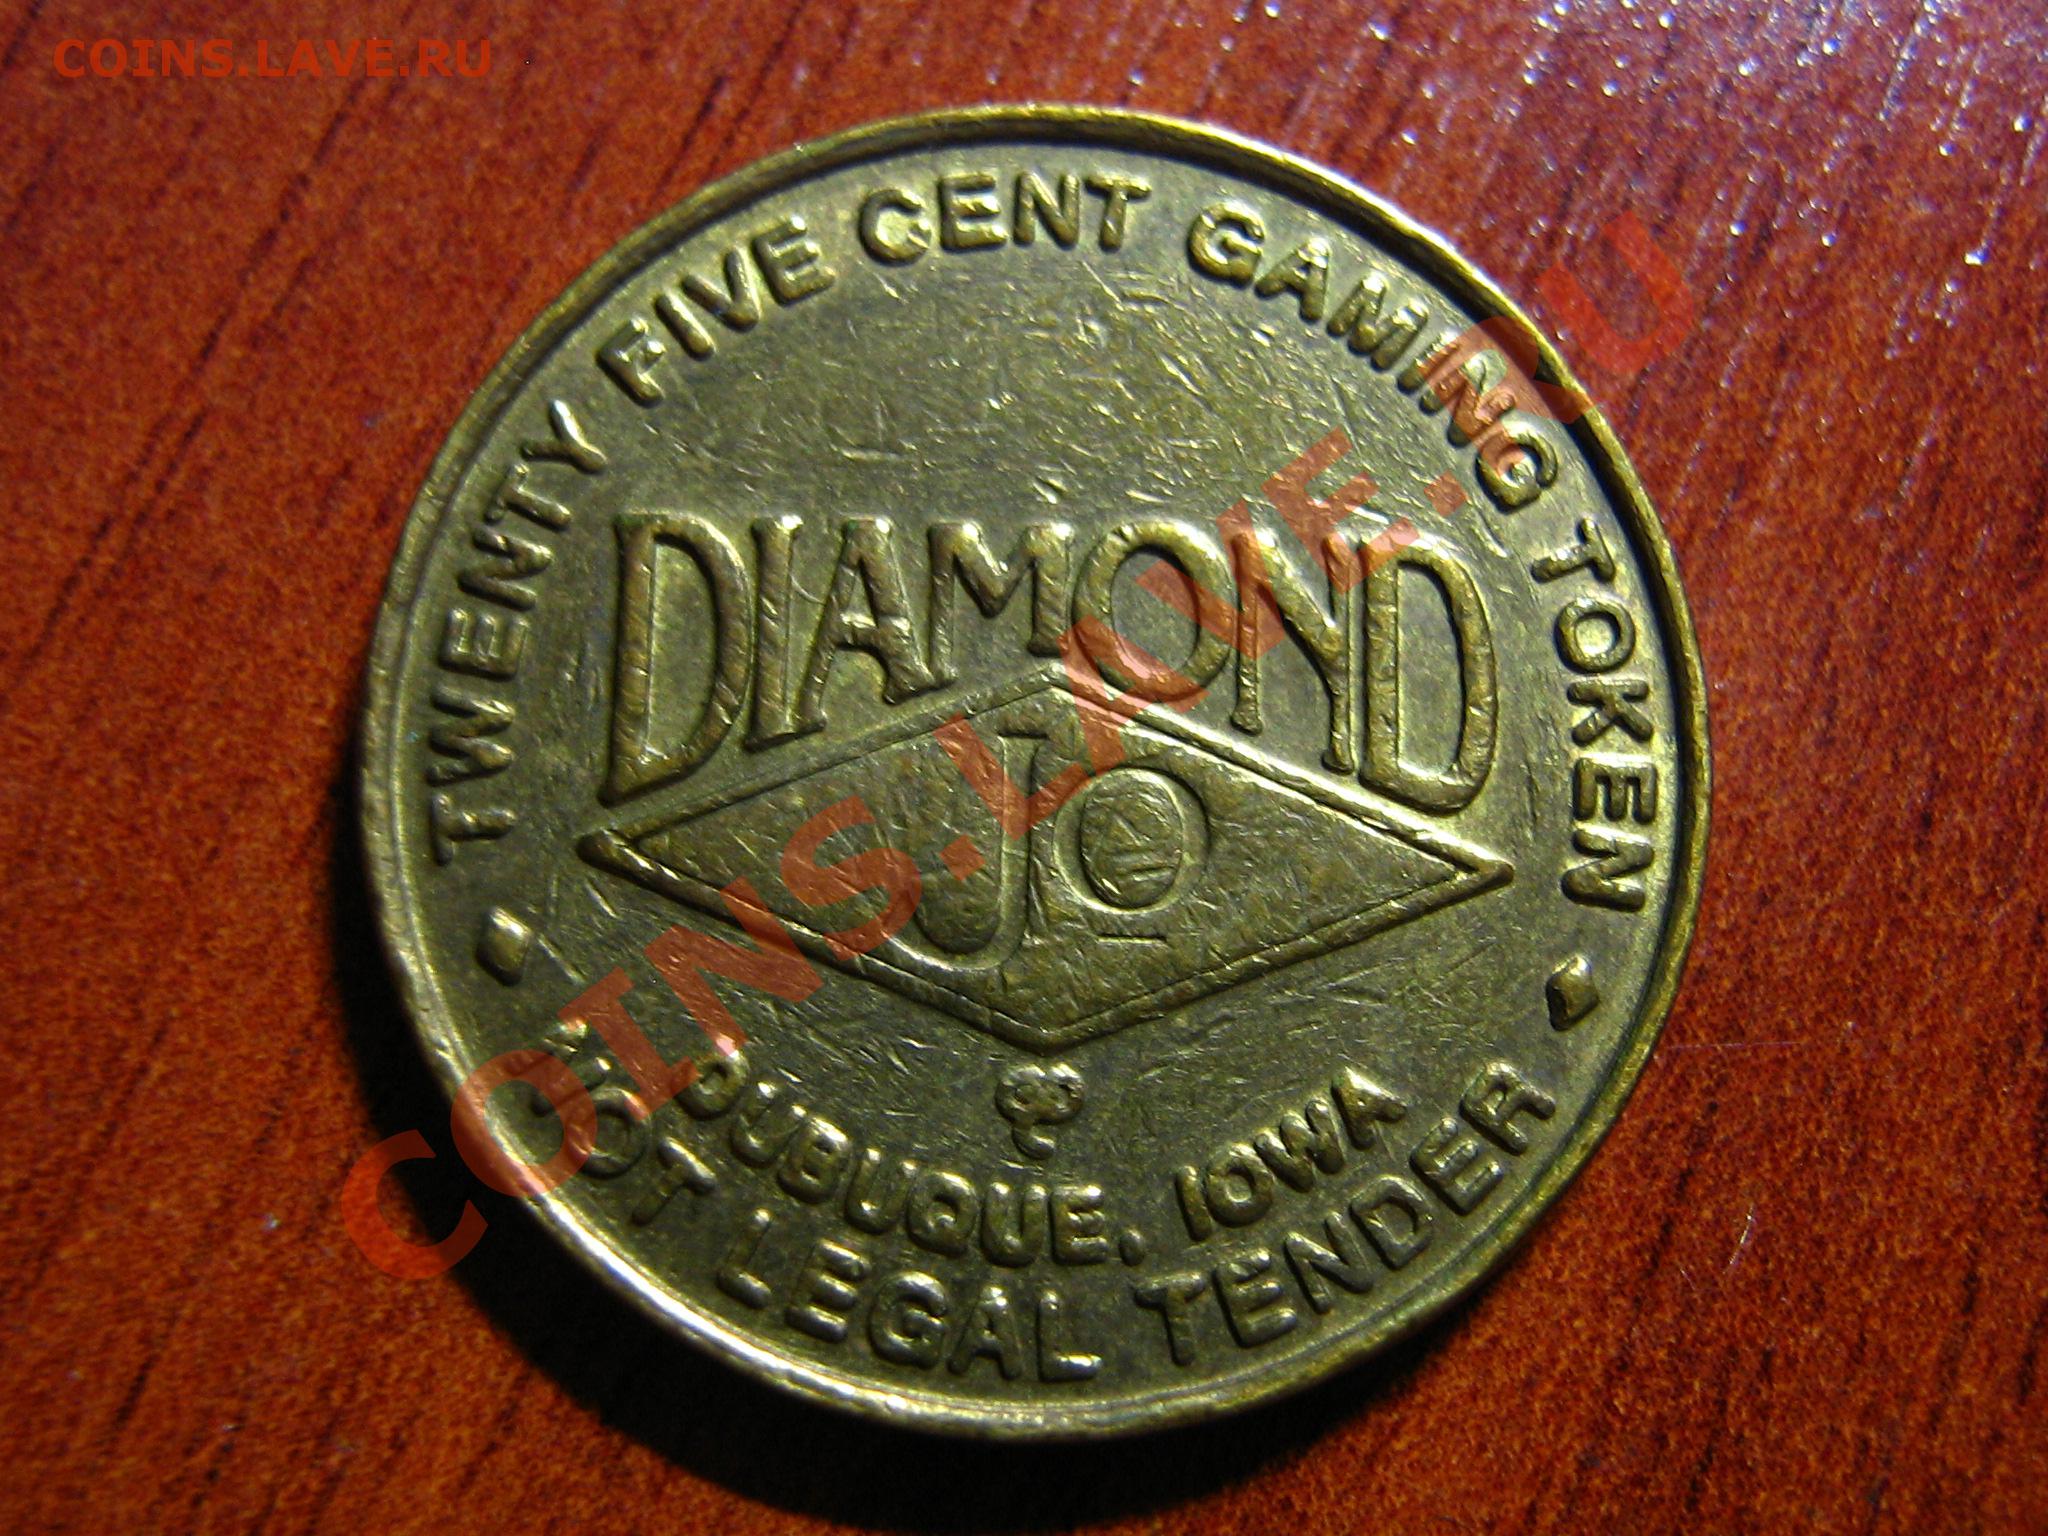 COINS.LAVE.RU
TWENTY FIVE CENT GAMING TOKEN
DIAMOND
JO
DUBUQUE, IOWA
NOT LEGAL TENDER
COINS.LAVE.RU